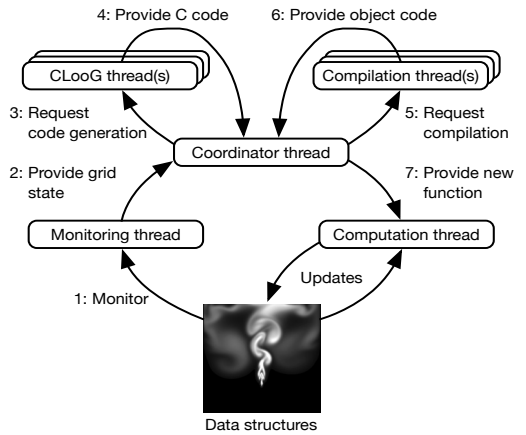 4: Provide C code
6: Provide object code
CLooG thread(s)
Compilation thread(s)
3: Request
code generation
5: Request
compilation
Coordinator thread
2: Provide grid
state
7: Provide new
function
Monitoring thread
Computation thread
1: Monitor
Updates
Data structures